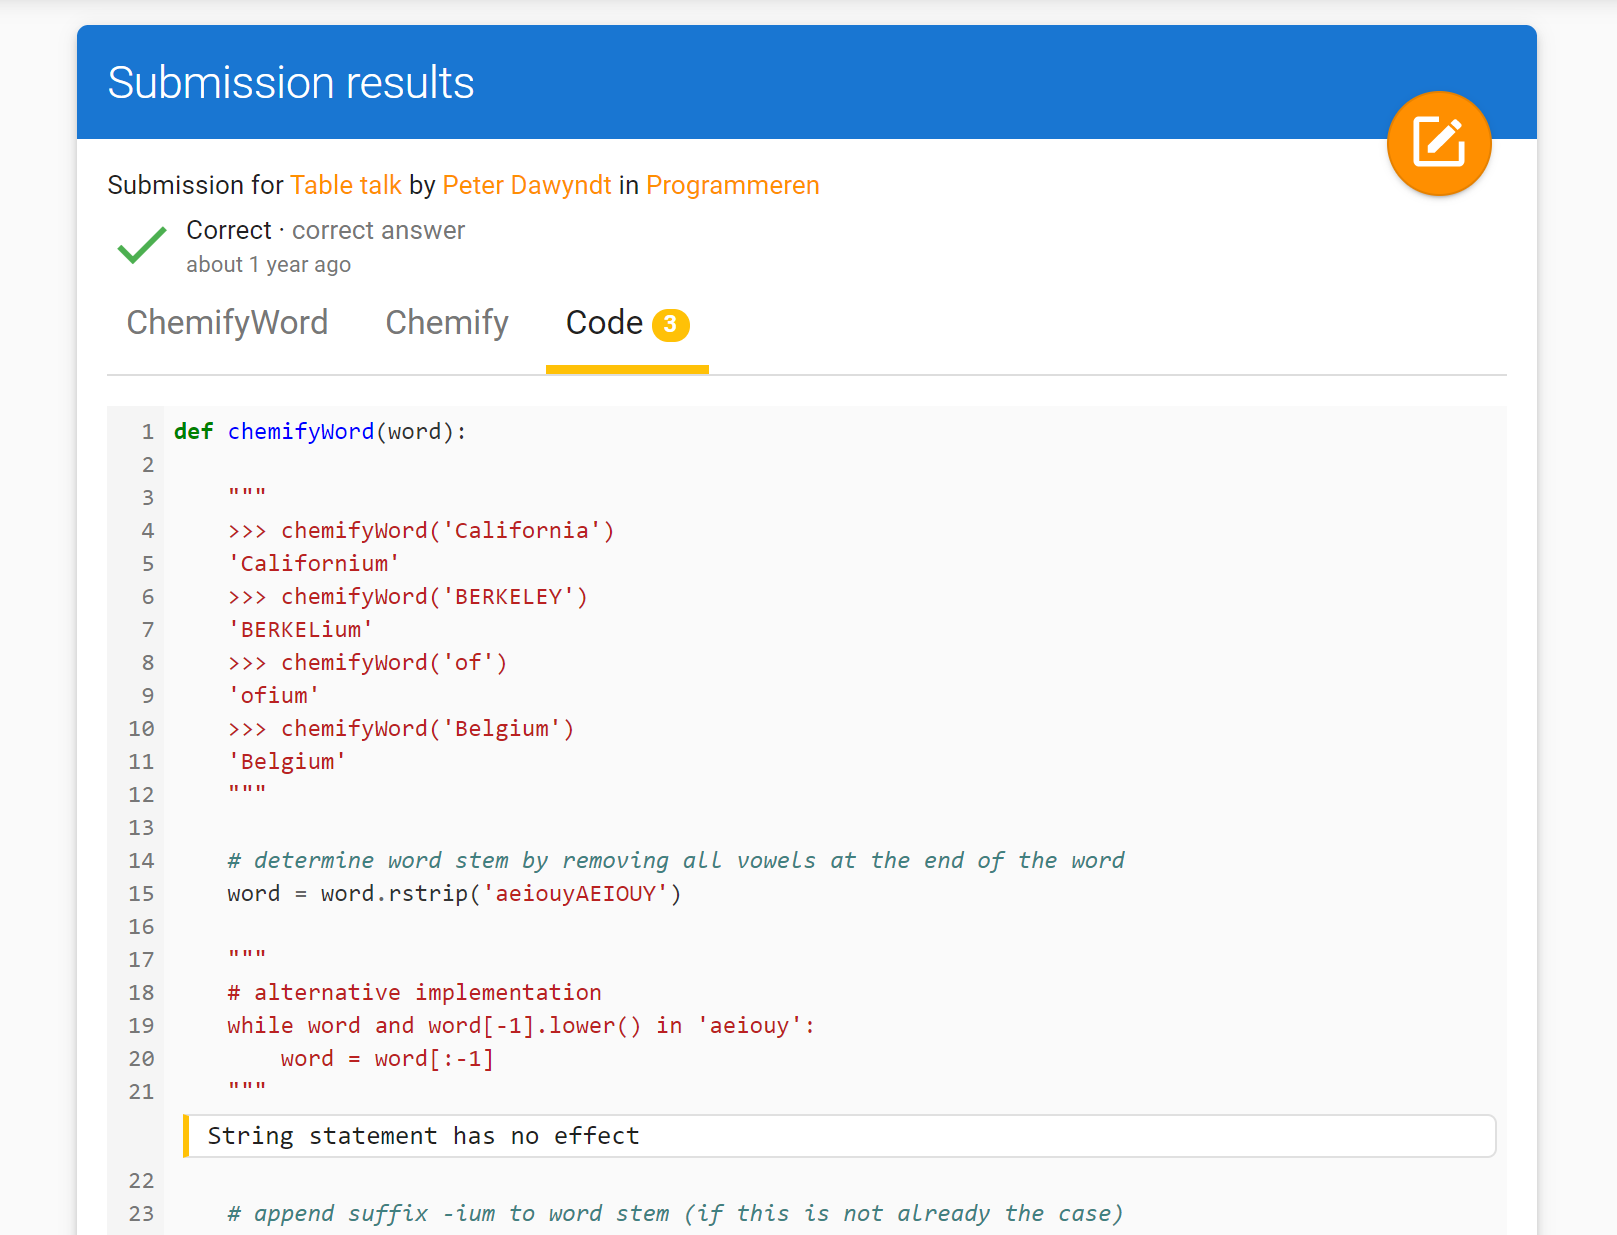 Submission results
Submission for Table talk by Peter Dawyndt in Programmeren
Correct · correct answer
about 1 year ago
ChemifyWord Chemify Code 3
1 def chemifyWord(word):
2
3     """
4     >>> chemifyWord('California')
5     'Californium'
6     >>> chemifyWord('BERKELEY')
7     'BERKELium'
8     >>> chemifyWord('of')
9     'ofium'
10     >>> chemifyWord('Belgium')
11     'Belgium'
12     """
13
14     # determine word stem by removing all vowels at the end of the word
15     word = word.rstrip('aeiouyAEIOUY')
16
17     """
18     # alternative implementation
19     while word and word[-1].lower() in 'aeiouy':
20         word = word[:-1]
21     """
String statement has no effect
22
23     # append suffix -ium to word stem (if this is not already the case)